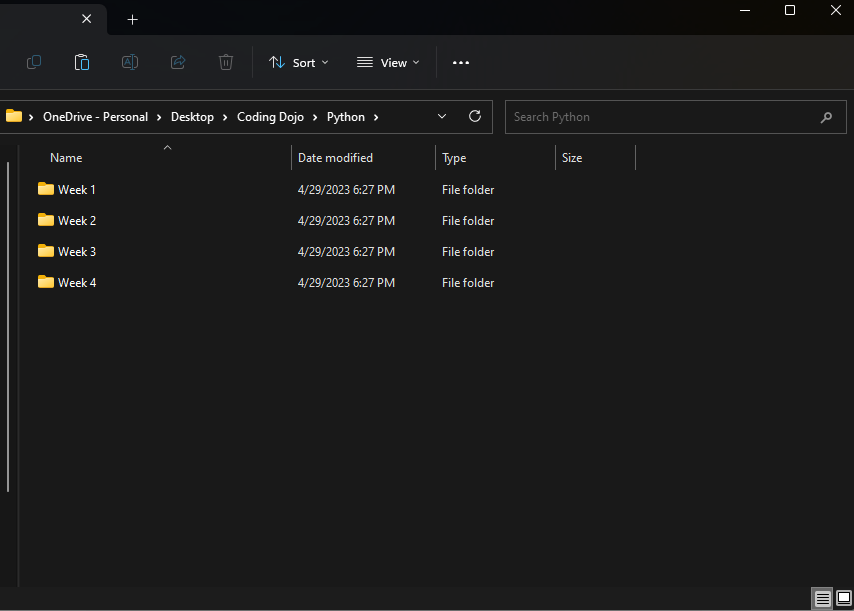 Sort View
OneDrive - Personal Desktop Coding Dojo Python Search Python
Name Date modified Type Size
Week 1 4/29/2023 6:27 PM File folder
Week 2 4/29/2023 6:27 PM File folder
Week 3 4/29/2023 6:27 PM File folder
Week 4 4/29/2023 6:27 PM File folder